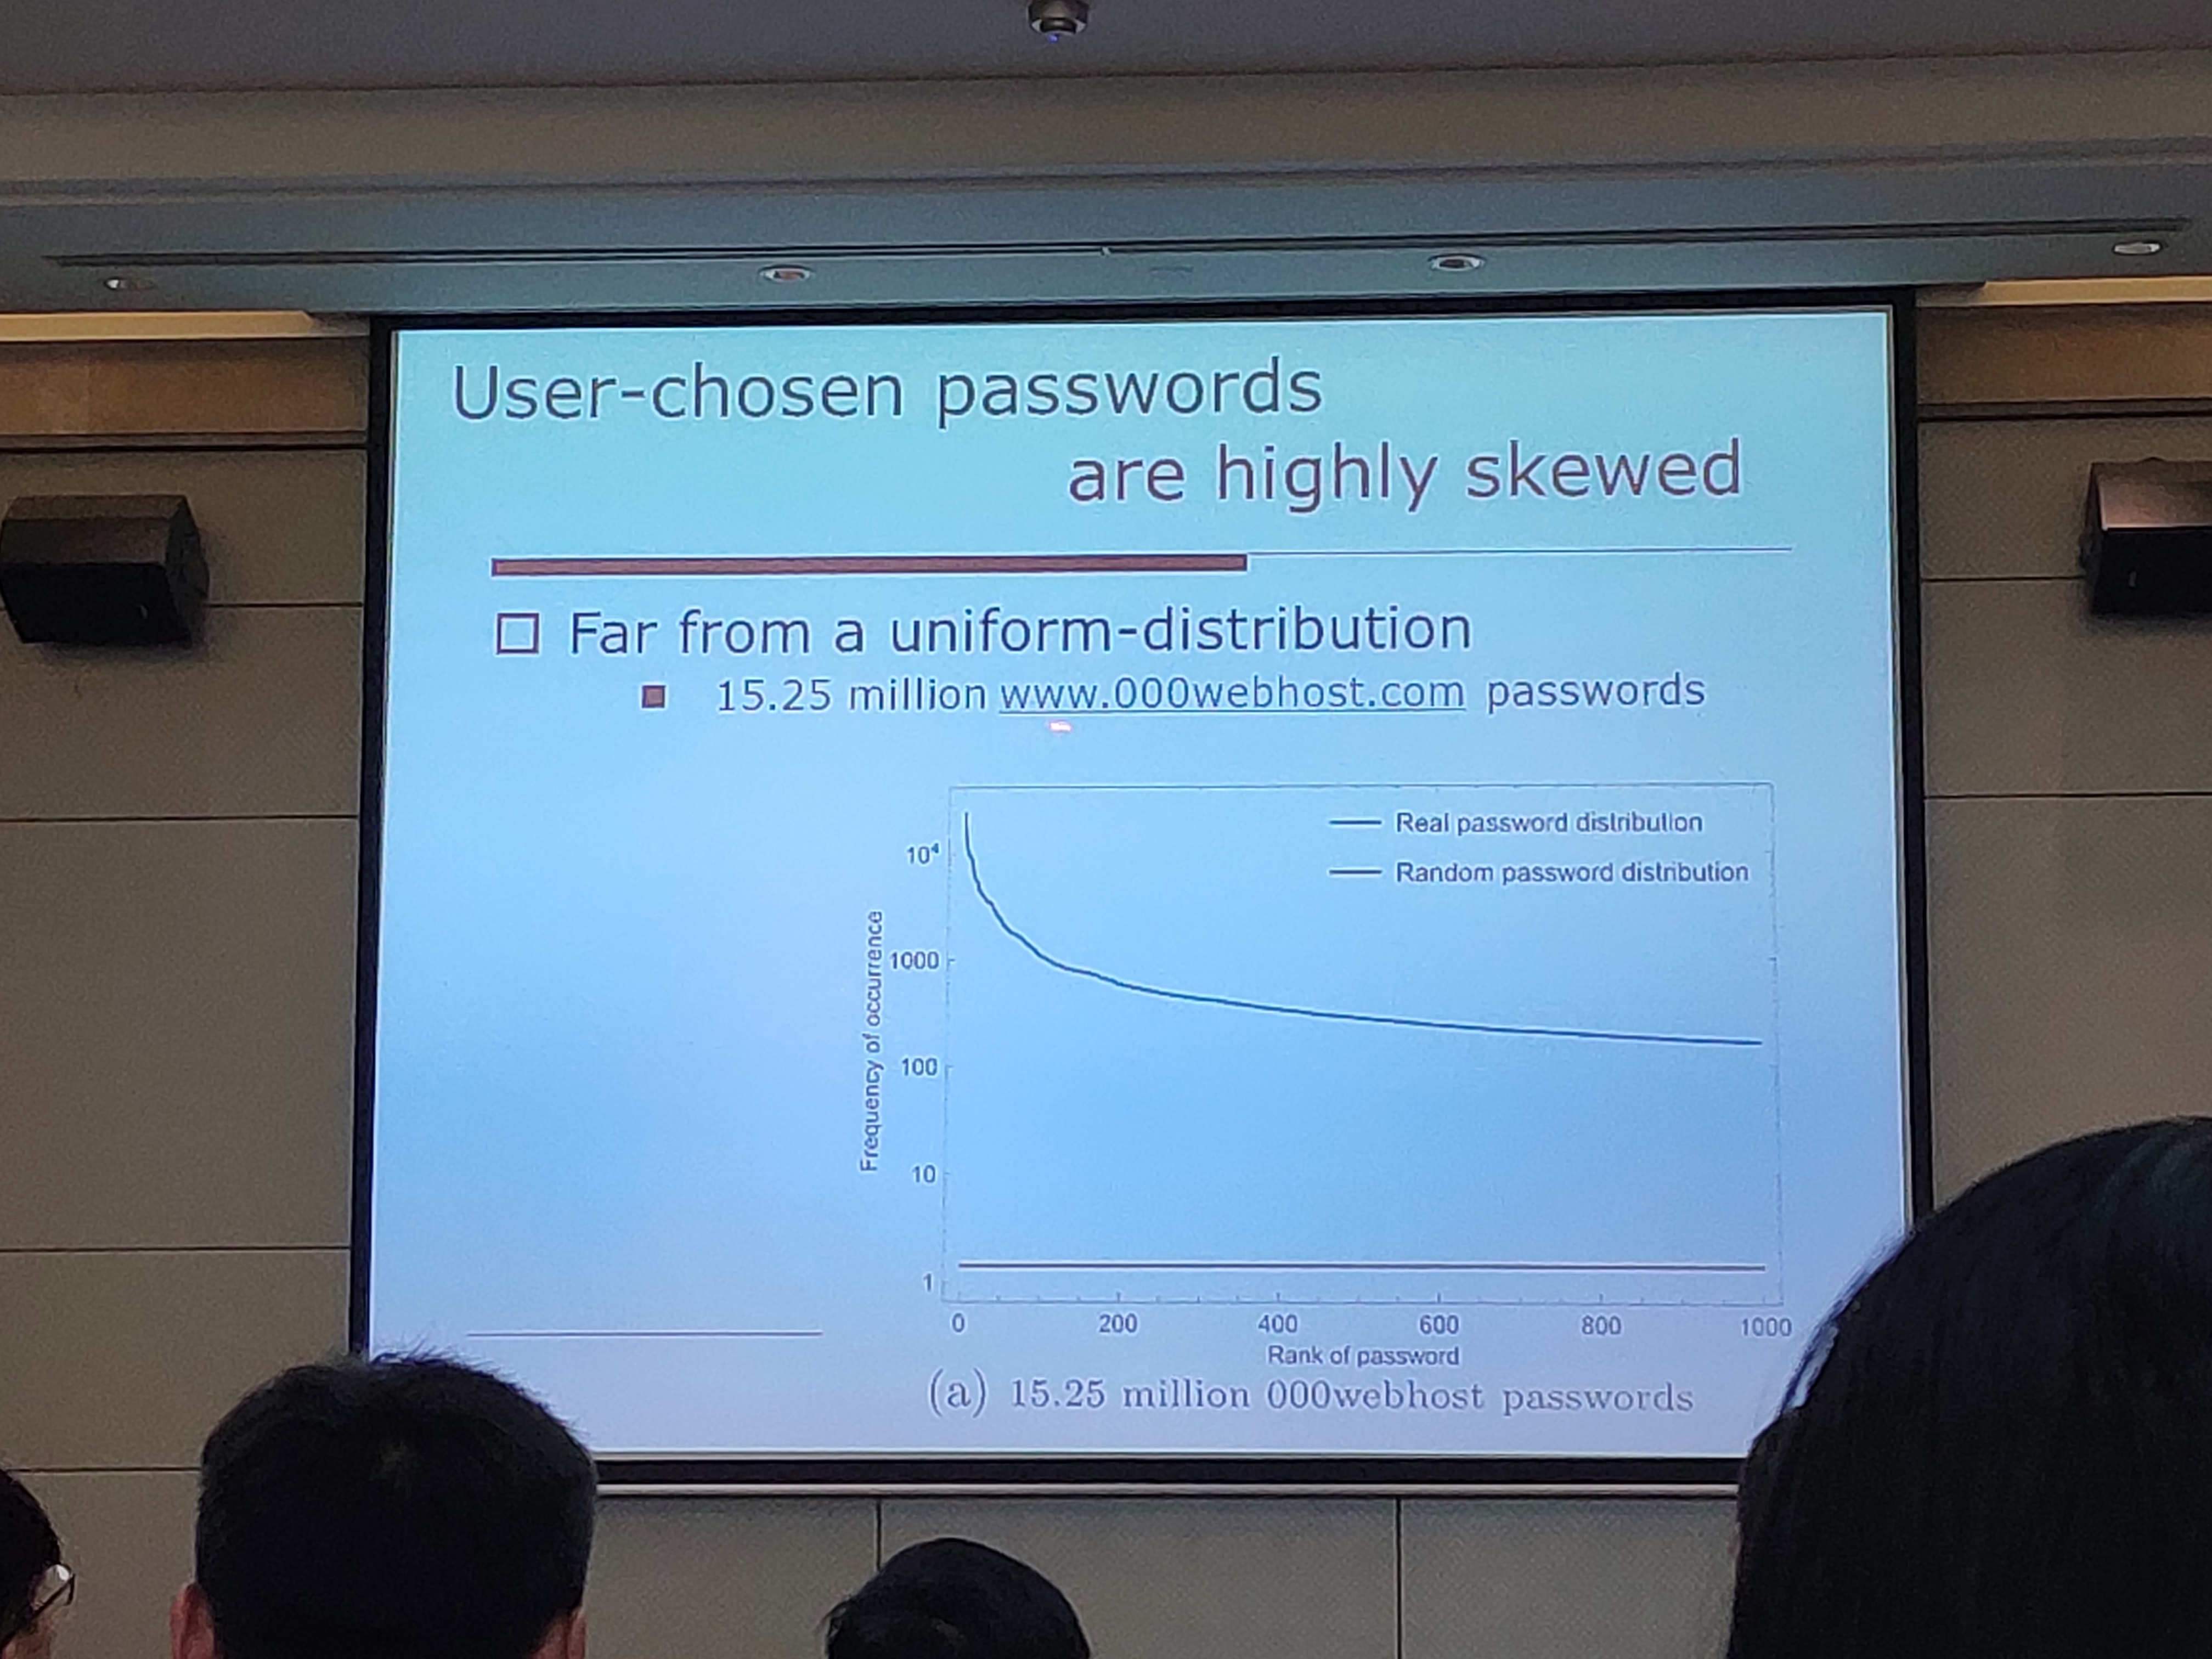 User-chosen passwords
are highly skewed
Far from a uniform-distribution
15.25 million www.000webhost.com passwords
Real password distribution
Random password distribution
10⁴
1000
100
10
1
Frequency of occurrence
0 200 400 600 800 1000
Rank of password
(a) 15.25 million 000webhost passwords